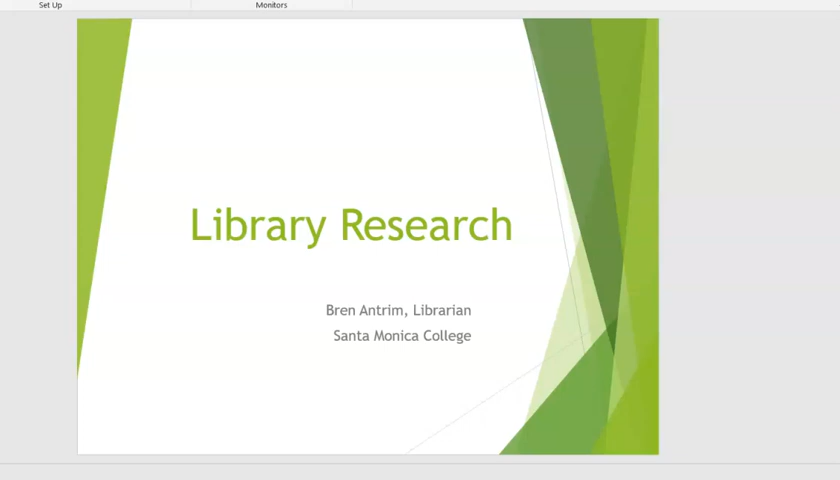 Set Up
Monitors
Library Research
Bren Antrim, Librarian
Santa Monica College